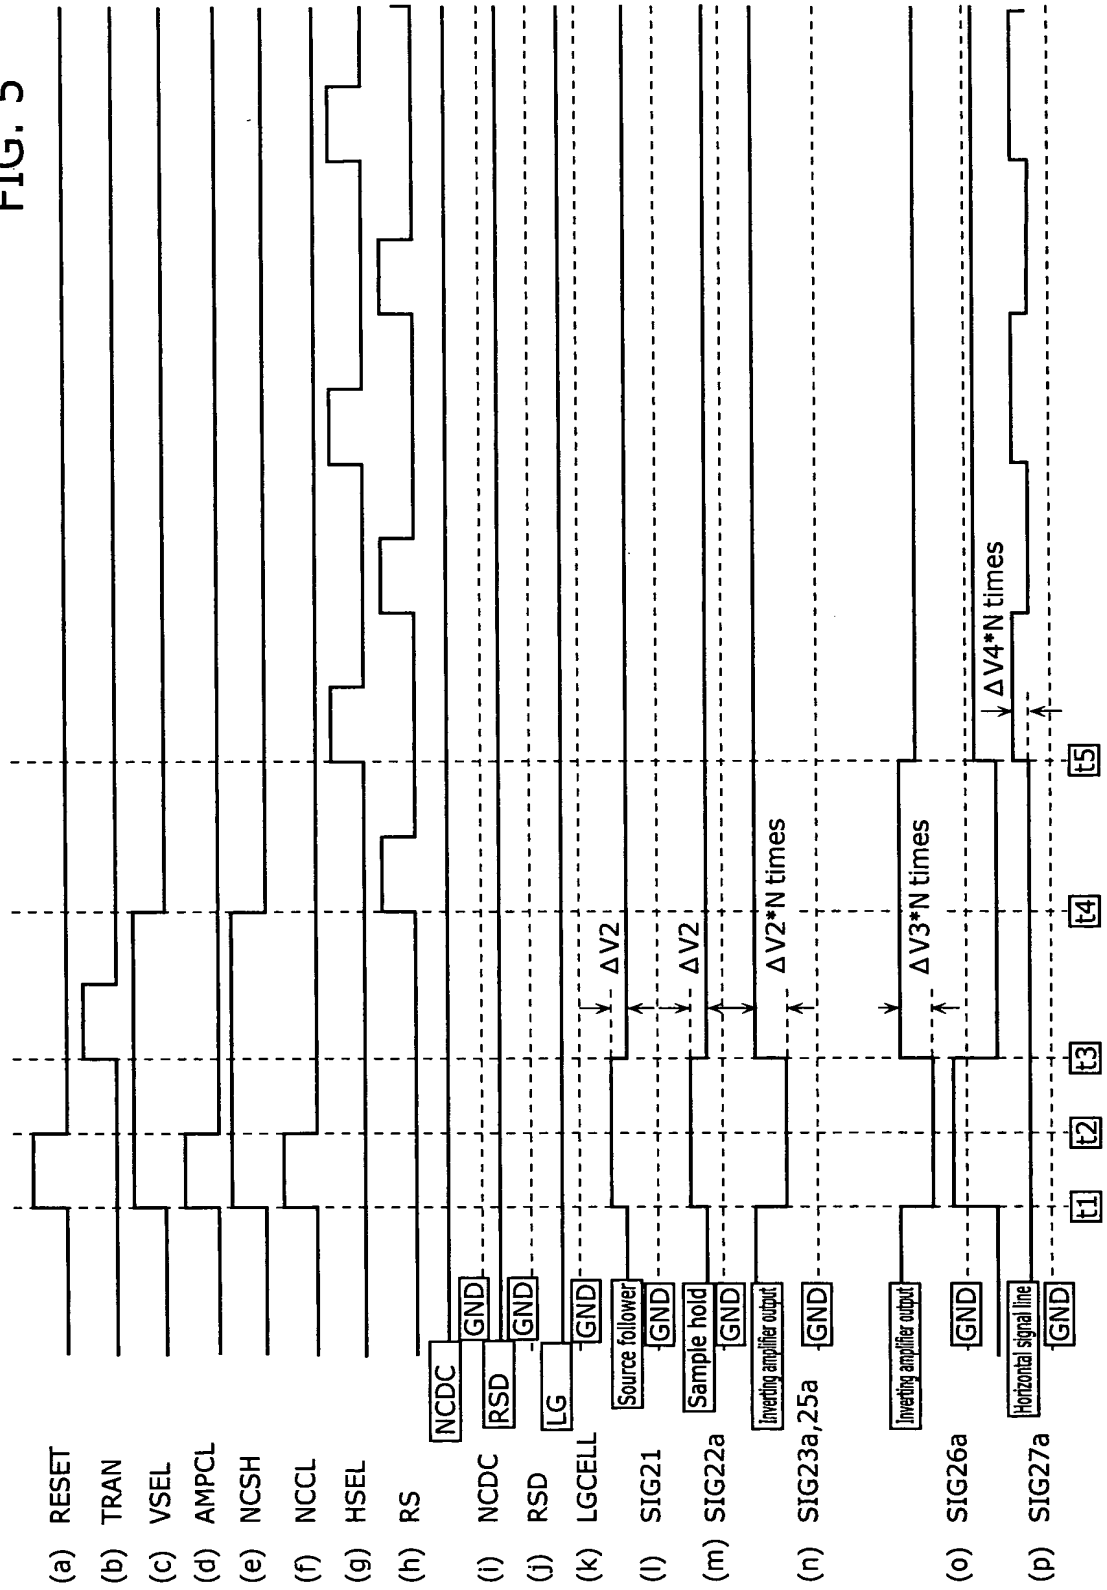 FIG. 5
(a) RESET
(b) TRAN
(c) VSEL
(d) AMPCL
(e) NCSH
(f) NCCL
(g) HSEL
(h) RS
(i) NCDC
NCDC
GND
(j) RSD
RSD
GND
(k) LGCELL
LG
GND
(l) SIG21
Source follower
GND
ΔV2
(m) SIG22a
Sample hold
GND
ΔV2
(n) SIG23a,25a
Inverting amplifier output
GND
ΔV2*N times
(o) SIG26a
Inverting amplifier output
GND
ΔV3*N times
(p) SIG27a
Horizontal signal line
GND
ΔV4*N times
t1
t2
t3
t4
t5